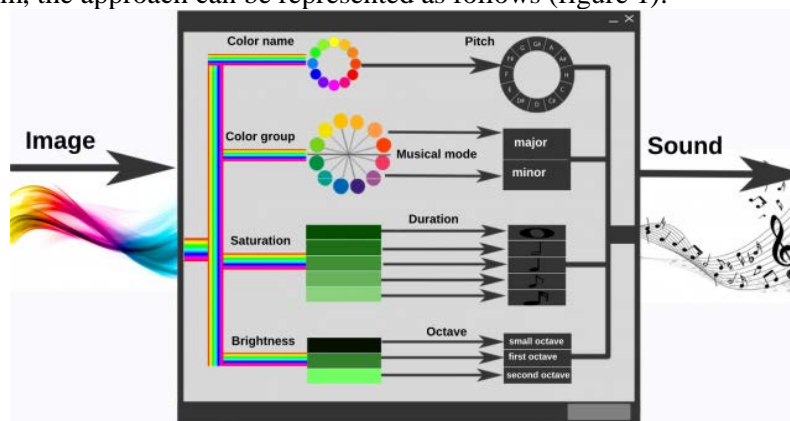 m, the approach can be represented as follows (figure 1).
Color name
Pitch
G
G#
A
A#
H
C
C#
D
D#
E
F
F#
Image
Color group
Musical mode
major
minor
Sound
Saturation
Duration
Brightness
Octave
small octave
first octave
second octave